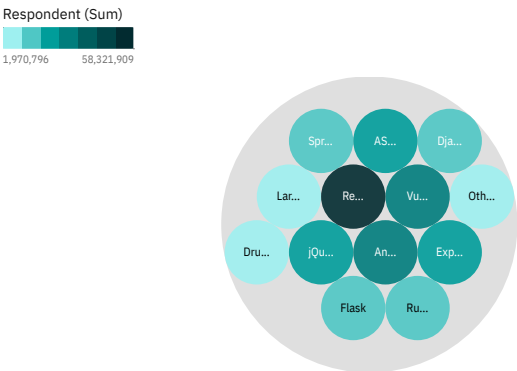 Respondent (Sum)
1,970,796 58,321,909
Spr... AS... Dja...
Lar... Re... Vu... Oth...
Dru... jQu... An... Exp...
Flask Ru...